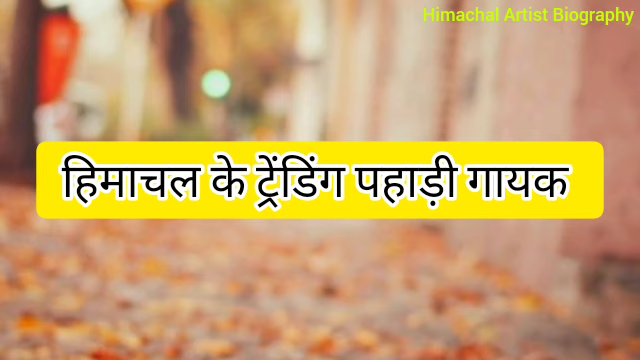 Himachal Artist Biography
हिमाचल के ट्रेंडिंग पहाड़ी गायक